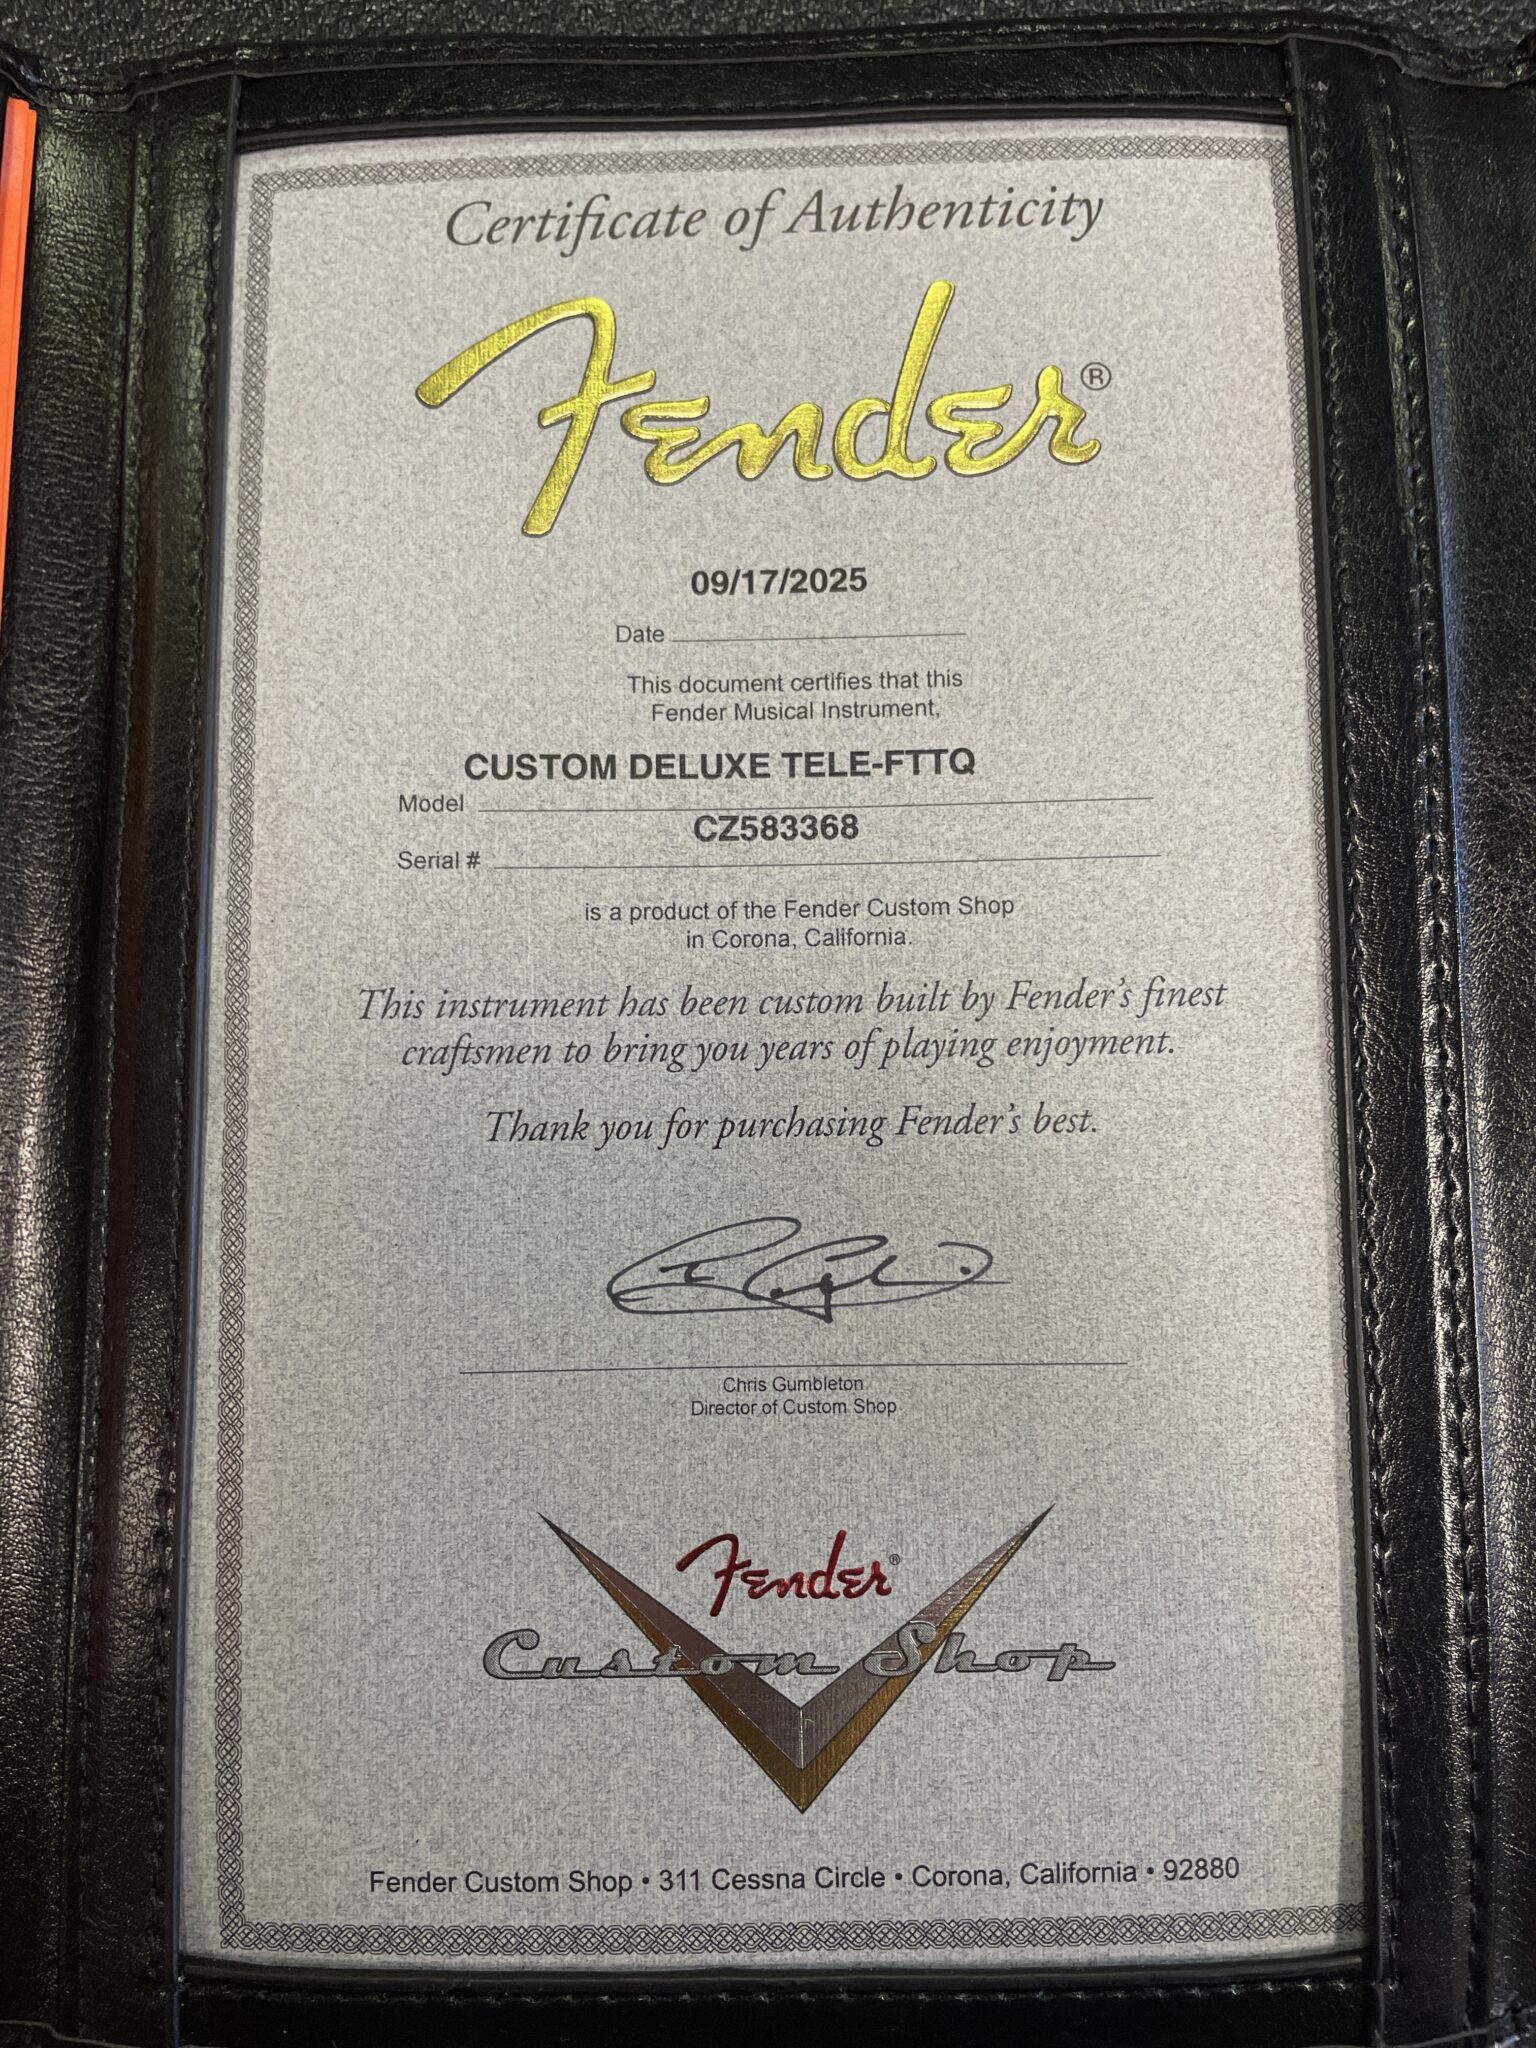 Certificate of Authenticity
Fender®
09/17/2025
Date
This document certifies that this
Fender Musical Instrument,
CUSTOM DELUXE TELE-FTTQ
Model
CZ583368
Serial #
is a product of the Fender Custom Shop
in Corona, California.
This instrument has been custom built by Fender's finest
craftsmen to bring you years of playing enjoyment.
Thank you for purchasing Fender's best.
Chris Gumbleton
Director of Custom Shop
Fender®
Custom Shop
Fender Custom Shop • 311 Cessna Circle • Corona, California • 92880